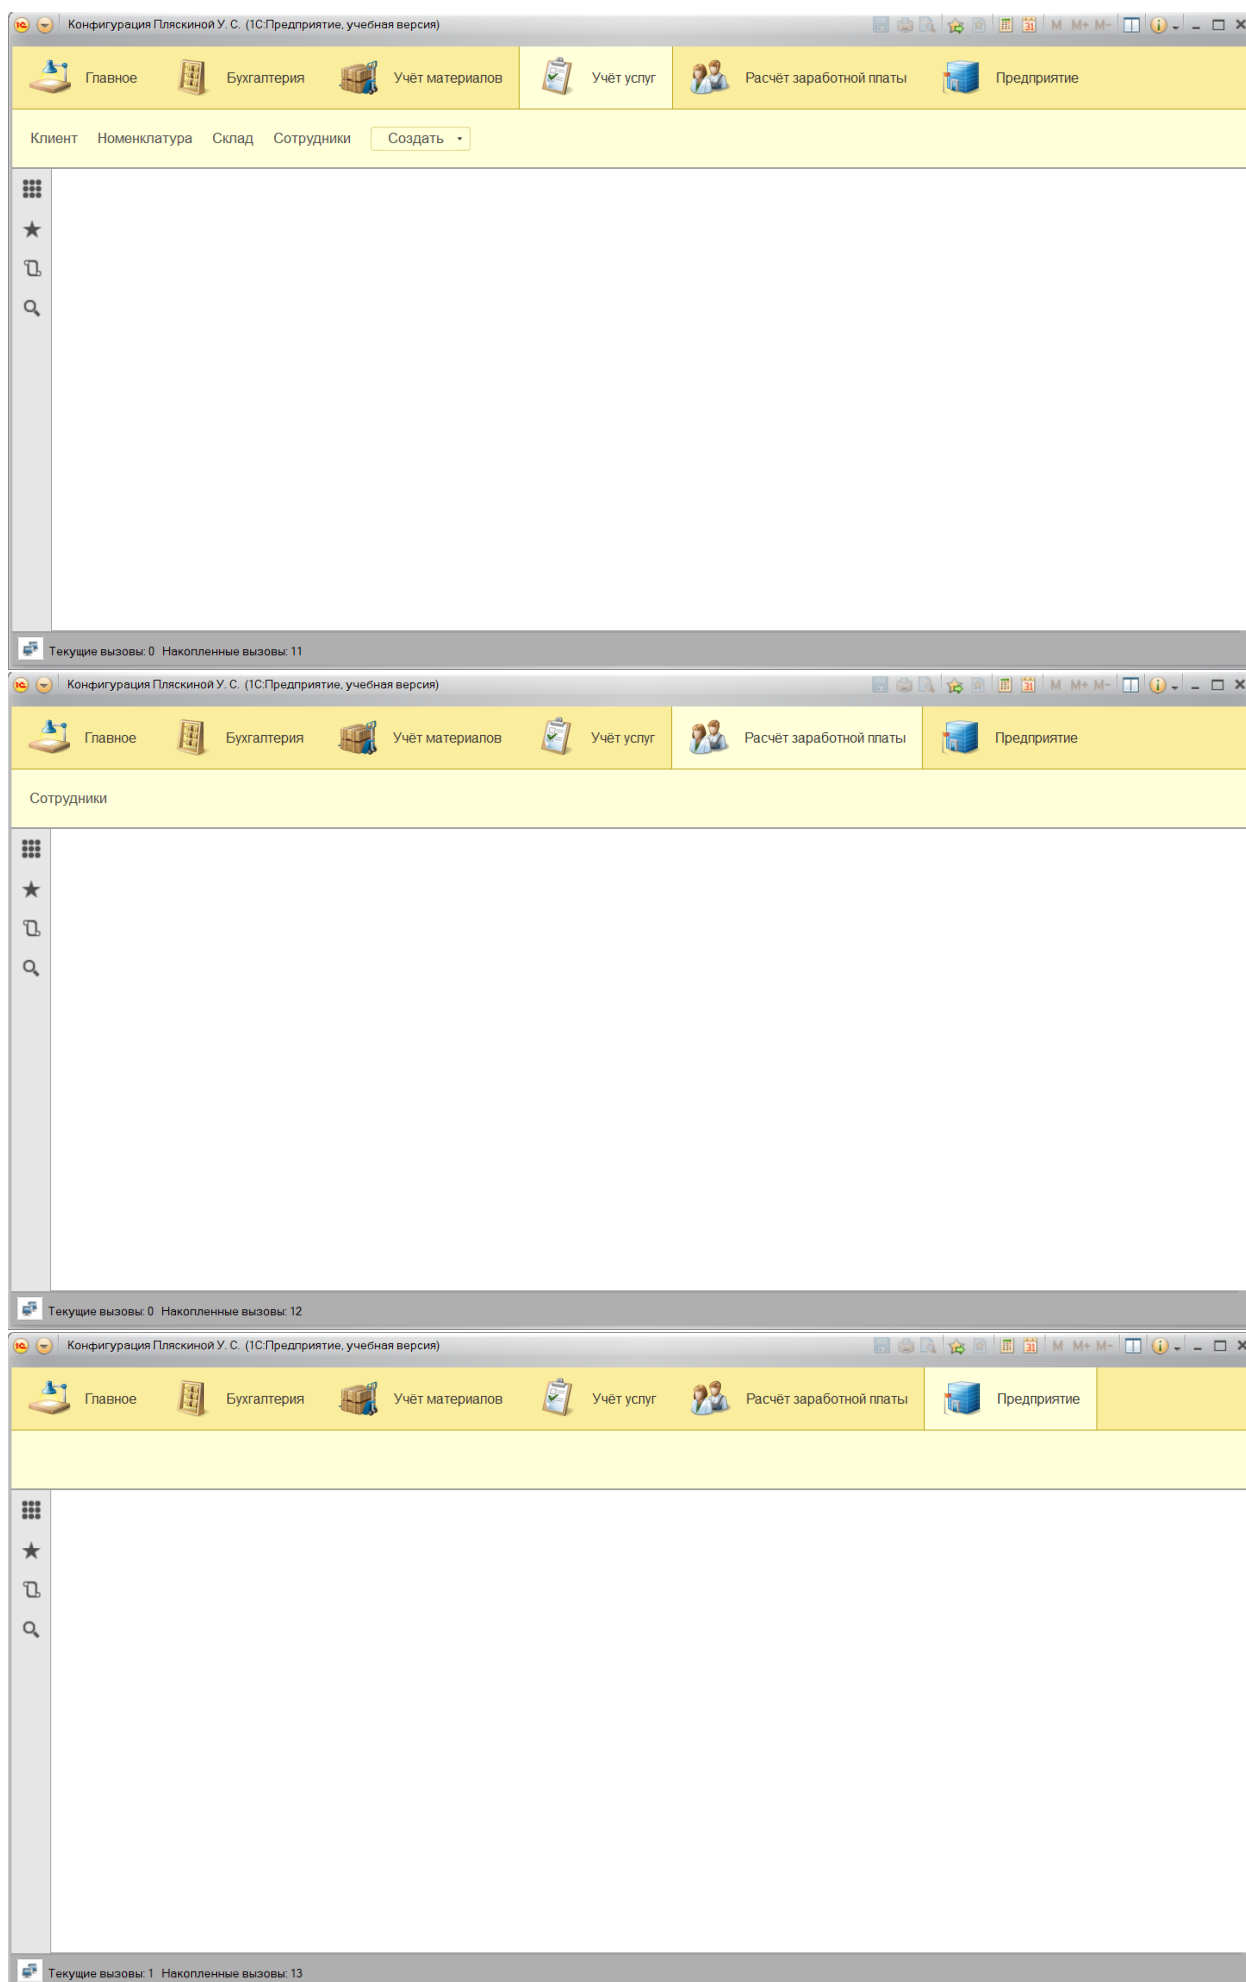 Конфигурация Пляскиной У. С. (1С:Предприятие, учебная версия) 31 M M+ M-
Главное Бухгалтерия Учёт материалов Учёт услуг Расчёт заработной платы Предприятие
Клиент Номенклатура Склад Сотрудники Создать
Текущие вызовы: 0 Накопленные вызовы: 11
Конфигурация Пляскиной У. С. (1С:Предприятие, учебная версия) 31 M M+ M-
Главное Бухгалтерия Учёт материалов Учёт услуг Расчёт заработной платы Предприятие
Сотрудники
Текущие вызовы: 0 Накопленные вызовы: 12
Конфигурация Пляскиной У. С. (1С:Предприятие, учебная версия) 31 M M+ M-
Главное Бухгалтерия Учёт материалов Учёт услуг Расчёт заработной платы Предприятие
Текущие вызовы: 1 Накопленные вызовы: 13